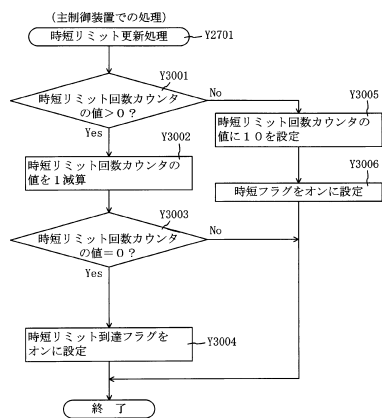 （主制御装置での処理）
時短リミット更新処理
Y2701
Y3001
時短リミット回数カウンタ
の値＞０？
No
Yes
Y3005
時短リミット回数カウンタの
値に１０を設定
Y3002
時短リミット回数カウンタの
値を１減算
Y3006
時短フラグをオンに設定
Y3003
時短リミット回数カウンタ
の値＝０？
No
Yes
時短リミット到達フラグを
オンに設定
Y3004
終 了